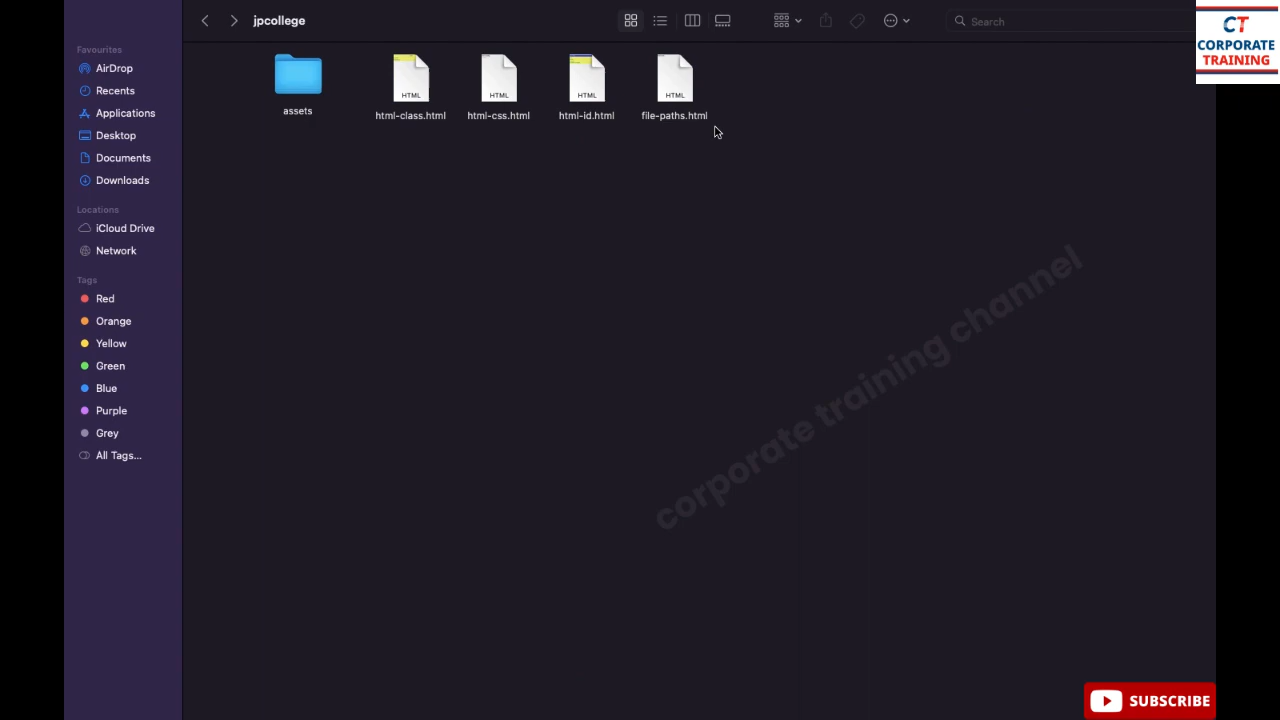 jpcollege
Search
CT
CORPORATE
TRAINING
Favourites
AirDrop
Recents
Applications
Desktop
Documents
Downloads
Locations
iCloud Drive
Network
Tags
Red
Orange
Yellow
Green
Blue
Purple
Grey
All Tags...
HTML
HTML
HTML
HTML
assets
html-class.html
html-css.html
html-id.html
file-paths.html
corporate training channel
SUBSCRIBE